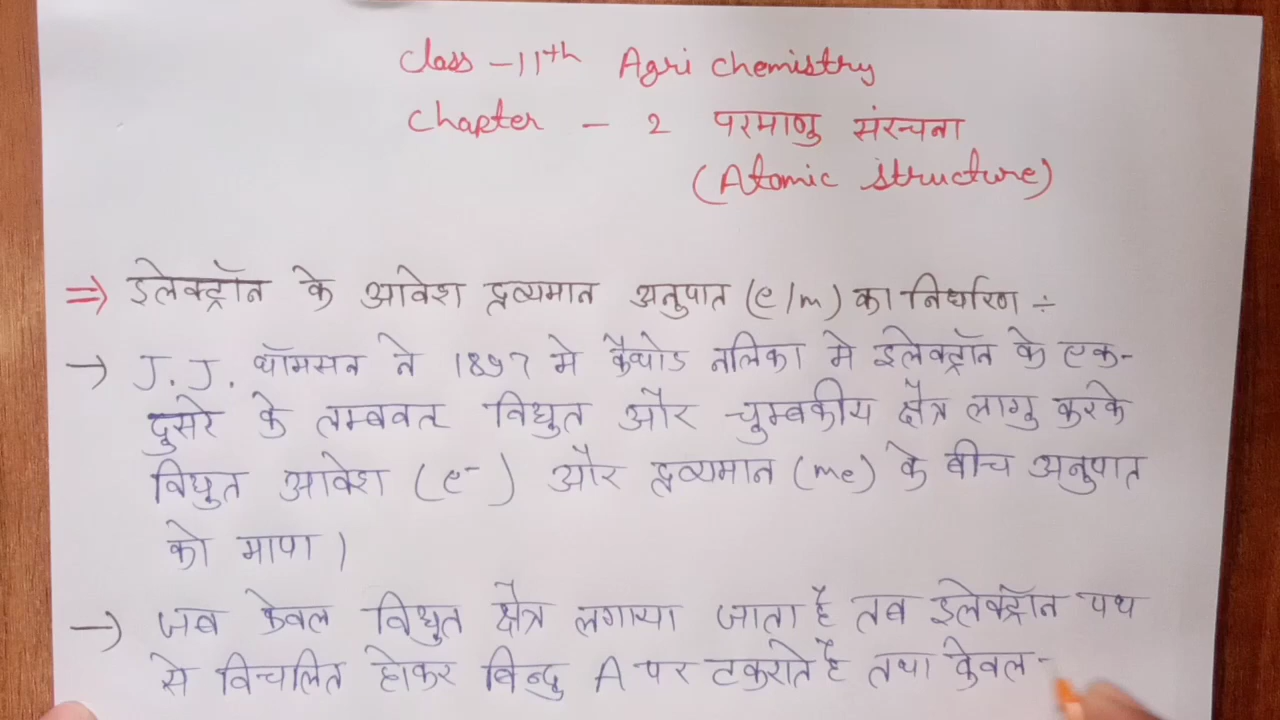 Class - 11th Agri chemistry
Chapter - 2 परमाणु संरचना
(Atomic structure)
⇒ इलेक्ट्रॉन के आवेश द्रव्यमान अनुपात (e/m) का निर्धारण ÷
→ J. J. थॉमसन ने 1897 मे कैथोड नलिका मे इलेक्ट्रॉन के एक-
दुसरे के लम्बवत विधुत और चुम्बकीय क्षैत्र लागु करके
विधुत आवेश (e-) और द्रव्यमान (me) के बीच अनुपात
को मापा।
→ जब केवल विधुत क्षैत्र लगाया जाता है तब इलेक्ट्रॉन पथ
से विचलित होकर बिन्दु A पर टकराते है तथा केवल